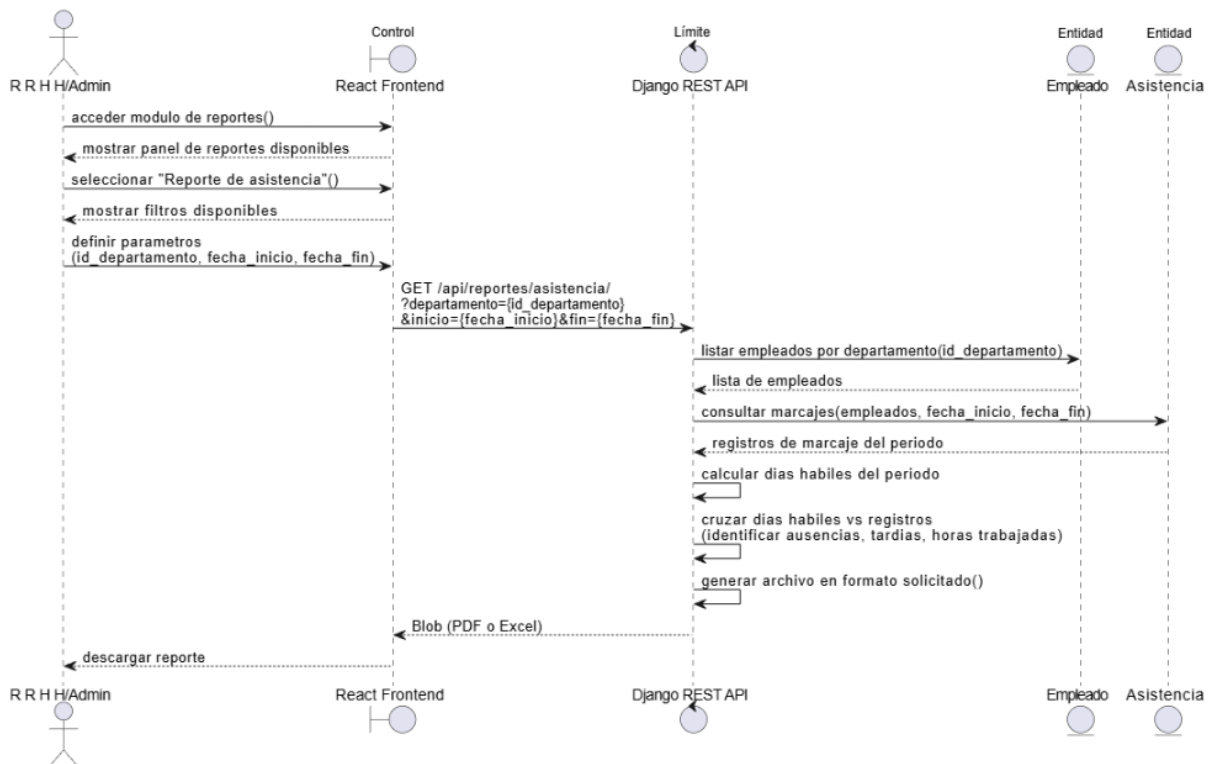 Control
Límite
Entidad
Entidad
R R H H/Admin
React Frontend
Django REST API
Empleado
Asistencia
acceder modulo de reportes()
mostrar panel de reportes disponibles
seleccionar "Reporte de asistencia"()
mostrar filtros disponibles
definir parametros
(id_departamento, fecha_inicio, fecha_fin)
GET /api/reportes/asistencia/
?departamento={id_departamento}
&inicio={fecha_inicio}&fin={fecha_fin}
listar empleados por departamento(id_departamento)
lista de empleados
consultar marcajes(empleados, fecha_inicio, fecha_fin)
registros de marcaje del periodo
calcular dias habiles del periodo
cruzar dias habiles vs registros
(identificar ausencias, tardias, horas trabajadas)
generar archivo en formato solicitado()
Blob (PDF o Excel)
descargar reporte
R R H H/Admin
React Frontend
Django REST API
Empleado
Asistencia